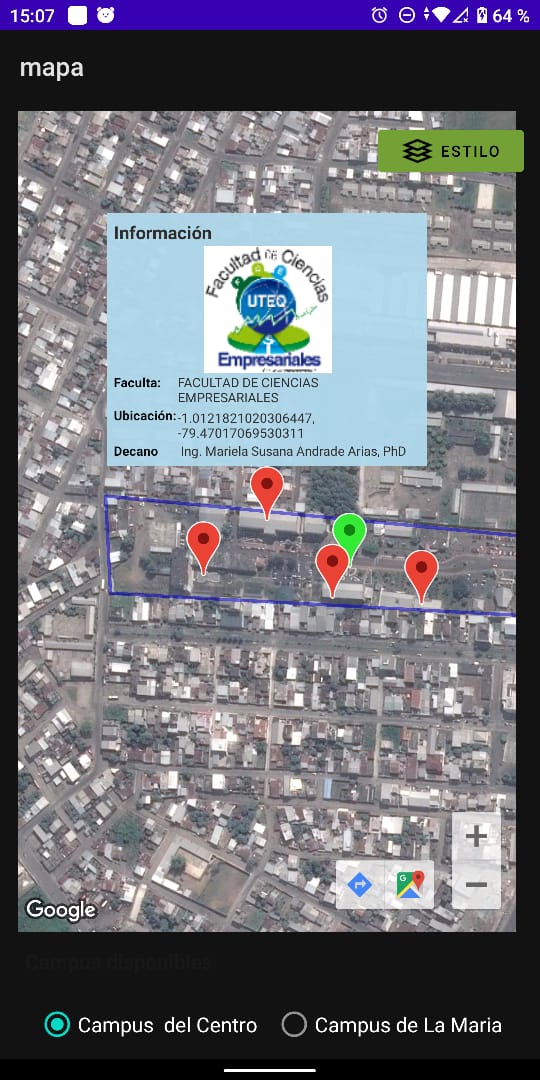 15:07
64 %
mapa
ESTILO
Información
Facultad DE Ciencias
UTEQ
Empresariales
Faculta: FACULTAD DE CIENCIAS
EMPRESARIALES
Ubicación: -1.0121821020306447,
-79.47017069530311
Decano Ing. Mariela Susana Andrade Arias, PhD
+
G
−
Google
Campus disponibles
Campus del Centro
Campus de La Maria